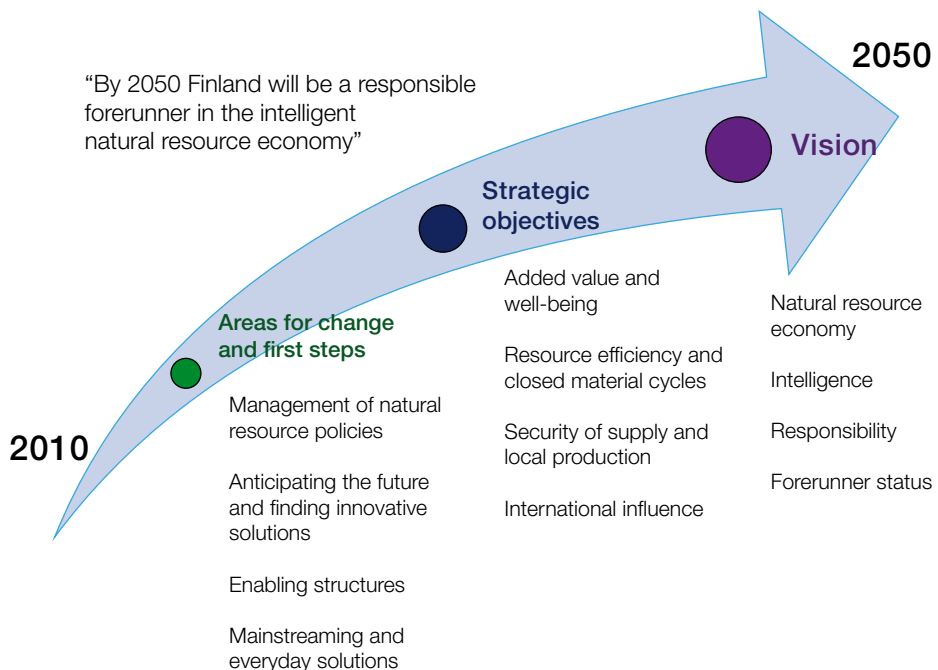 2050
“By 2050 Finland will be a responsible
forerunner in the intelligent
natural resource economy”
Vision
Strategic
objectives
Added value and
well-being
Resource efficiency and
closed material cycles
Security of supply and
local production
International influence
Natural resource
economy
Intelligence
Responsibility
Forerunner status
Areas for change
and first steps
Management of natural
resource policies
Anticipating the future
and finding innovative
solutions
Enabling structures
Mainstreaming and
everyday solutions
2010